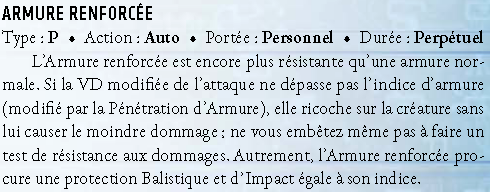 ARMURE RENFORCÉE
Type : P • Action : Auto • Portée : Personnel • Durée : Perpétuel
L'Armure renforcée est encore plus résistante qu'une armure nor-
male. Si la VD modifiée de l'attaque ne dépasse pas l'indice d'armure
(modifié par la Pénétration d'Armure), elle ricoche sur la créature sans
lui causer le moindre dommage ; ne vous embêtez même pas à faire un
test de résistance aux dommages. Autrement, l'Armure renforcée pro-
cure une protection Balistique et d'Impact égale à son indice.